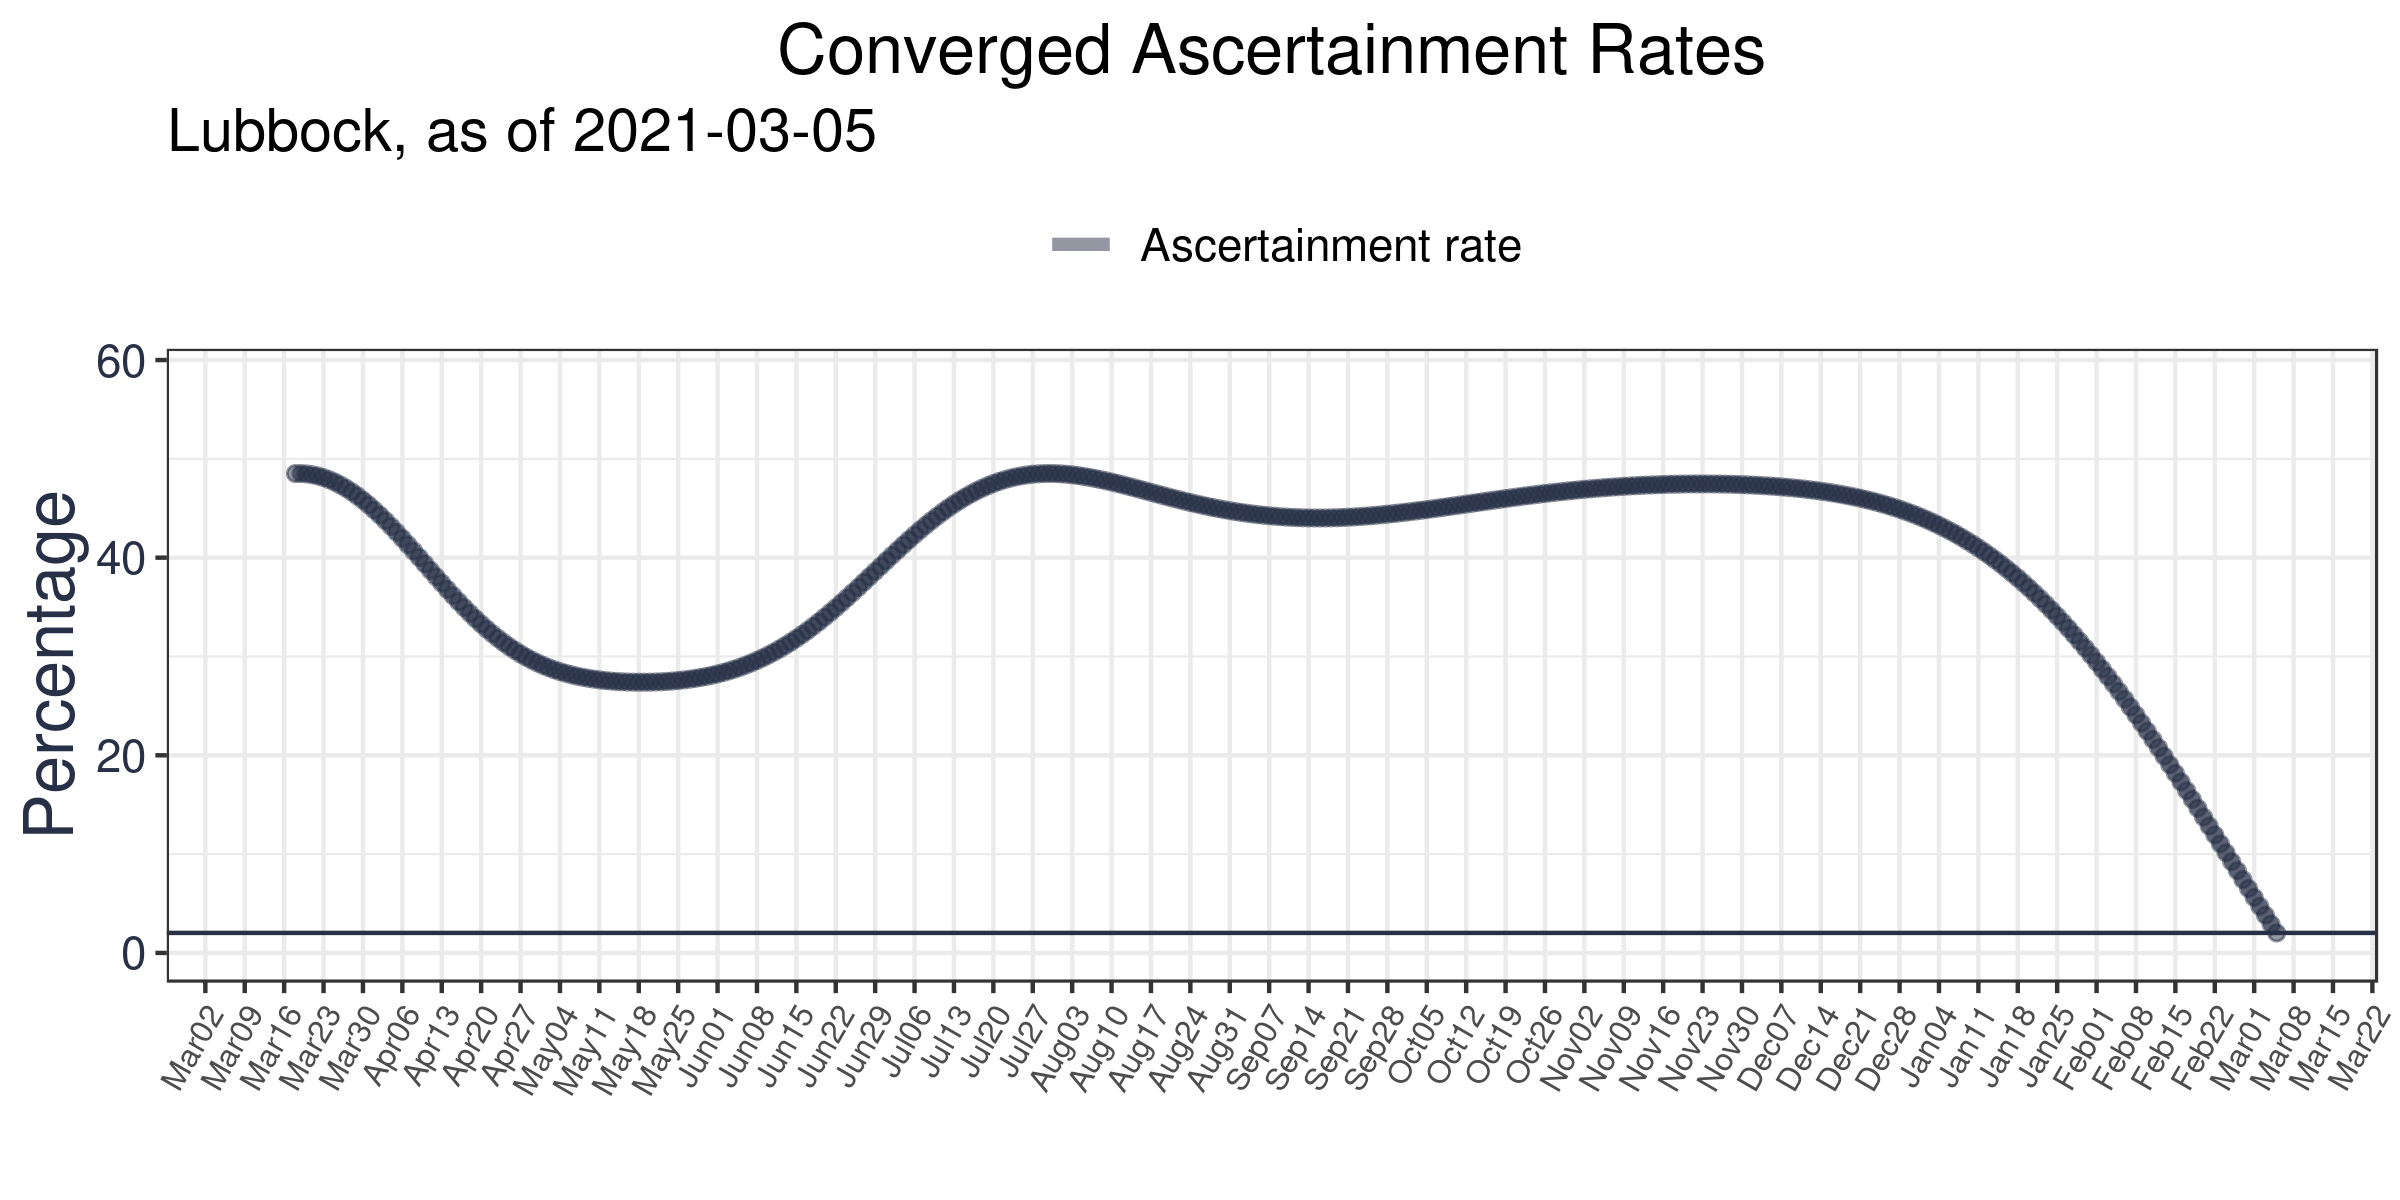 Converged Ascertainment Rates
Lubbock, as of 2021-03-05
Ascertainment rate
Percentage
60
40
20
0
Mar02 Mar09 Mar16 Mar23 Mar30 Apr06 Apr13 Apr20 Apr27 May04 May11 May18 May25 Jun01 Jun08 Jun15 Jun22 Jun29 Jul06 Jul13 Jul20 Jul27 Aug03 Aug10 Aug17 Aug24 Aug31 Sep07 Sep14 Sep21 Sep28 Oct05 Oct12 Oct19 Oct26 Nov02 Nov09 Nov16 Nov23 Nov30 Dec07 Dec14 Dec21 Dec28 Jan04 Jan11 Jan18 Jan25 Feb01 Feb08 Feb15 Feb22 Mar01 Mar08 Mar15 Mar22